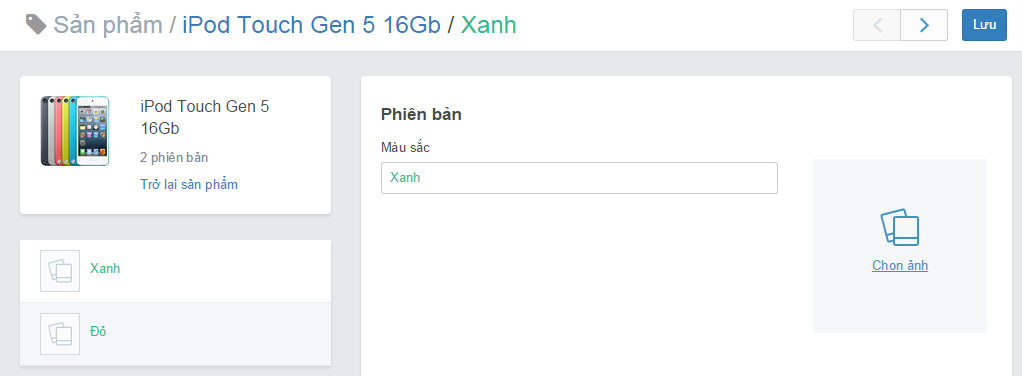 Sản phẩm / iPod Touch Gen 5 16Gb / Xanh
Lưu
iPod Touch Gen 5
16Gb
2 phiên bản
Trở lại sản phẩm
Xanh
Đỏ
Phiên bản
Màu sắc
Xanh
Chọn ảnh